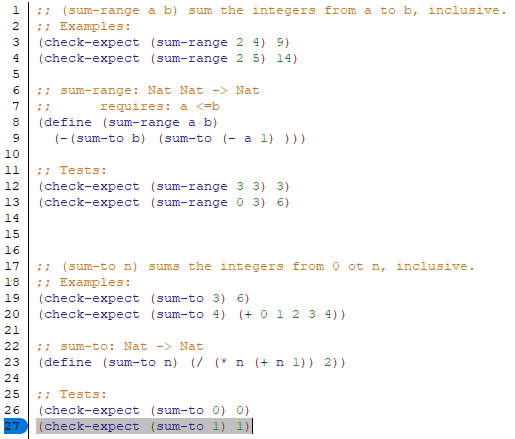 1 ;; (sum-range a b) sum the integers from a to b, inclusive.
2 ;; Examples:
3 (check-expect (sum-range 2 4) 9)
4 (check-expect (sum-range 2 5) 14)
5
6 ;; sum-range: Nat Nat -> Nat
7 ;;      requires: a <=b
8 (define (sum-range a b)
9   (-(sum-to b) (sum-to (- a 1) )))
10
11 ;; Tests:
12 (check-expect (sum-range 3 3) 3)
13 (check-expect (sum-range 0 3) 6)
14
15
16
17 ;; (sum-to n) sums the integers from 0 ot n, inclusive.
18 ;; Examples:
19 (check-expect (sum-to 3) 6)
20 (check-expect (sum-to 4) (+ 0 1 2 3 4))
21
22 ;; sum-to: Nat -> Nat
23 (define (sum-to n) (/ (* n (+ n 1)) 2))
24
25 ;; Tests:
26 (check-expect (sum-to 0) 0)
27 (check-expect (sum-to 1) 1)